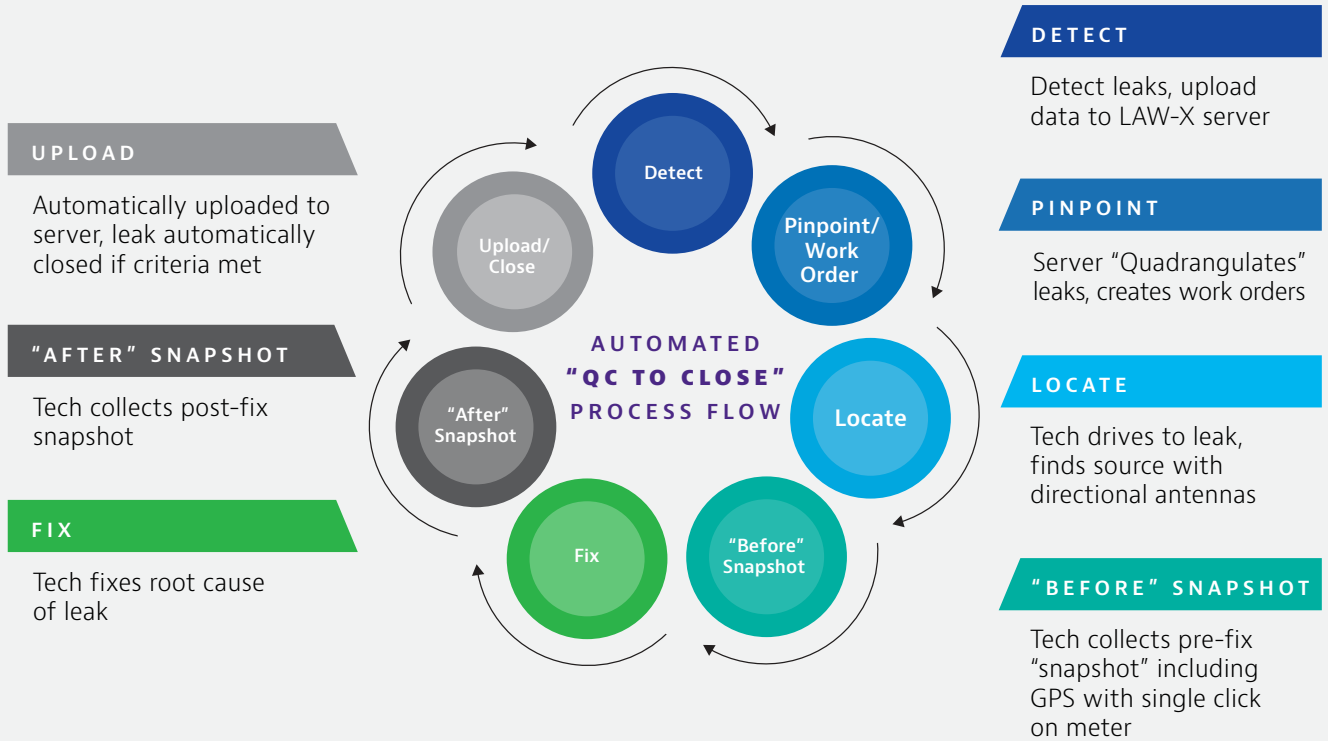 DETECT
Detect leaks, upload
data to LAW-X server
PINPOINT
Server “Quadrangulates”
leaks, creates work orders
LOCATE
Tech drives to leak,
finds source with
directional antennas
“BEFORE” SNAPSHOT
Tech collects pre-fix
“snapshot” including
GPS with single click
on meter
FIX
Tech fixes root cause
of leak
“AFTER” SNAPSHOT
Tech collects post-fix
snapshot
UPLOAD
Automatically uploaded to
server, leak automatically
closed if criteria met
Detect
Pinpoint/
Work
Order
Locate
“Before”
Snapshot
Fix
“After”
Snapshot
Upload/
Close
AUTOMATED
“QC TO CLOSE”
PROCESS FLOW